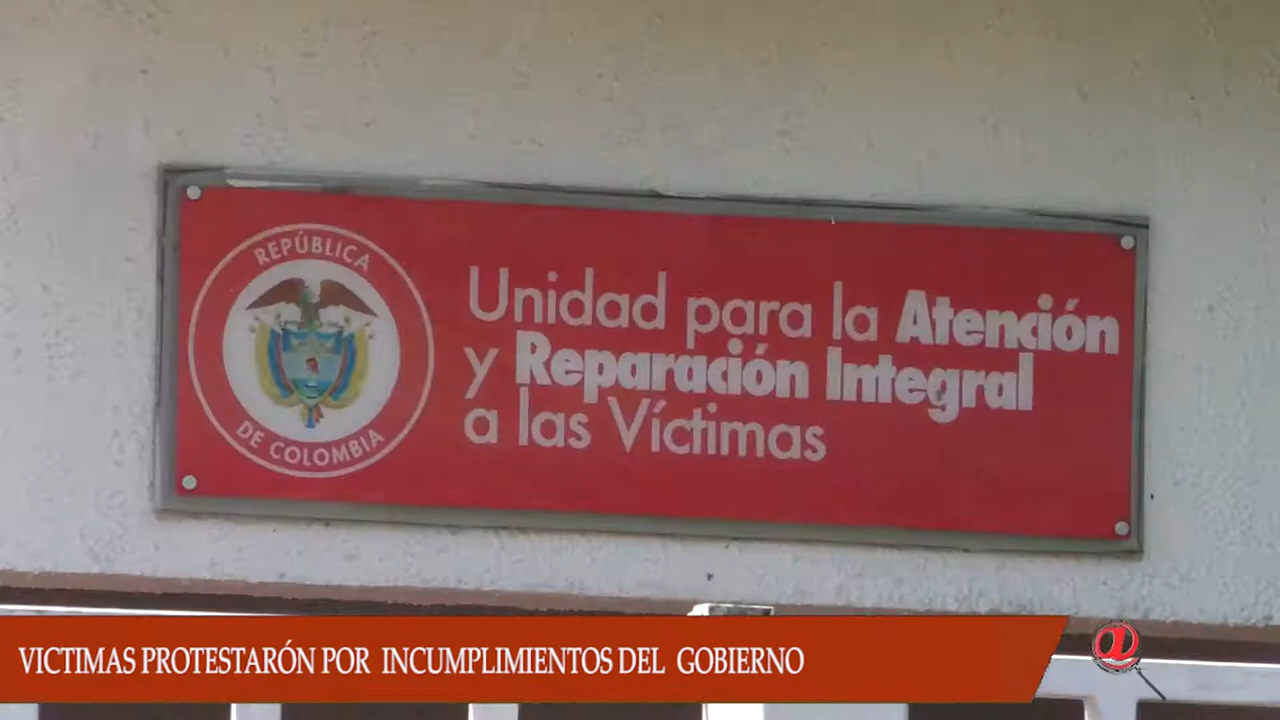 REPÚBLICA
DE COLOMBIA
Unidad para la Atención
y Reparación Integral
a las Víctimas
VICTIMAS PROTESTARÓN POR INCUMPLIMIENTOS DEL GOBIERNO
@